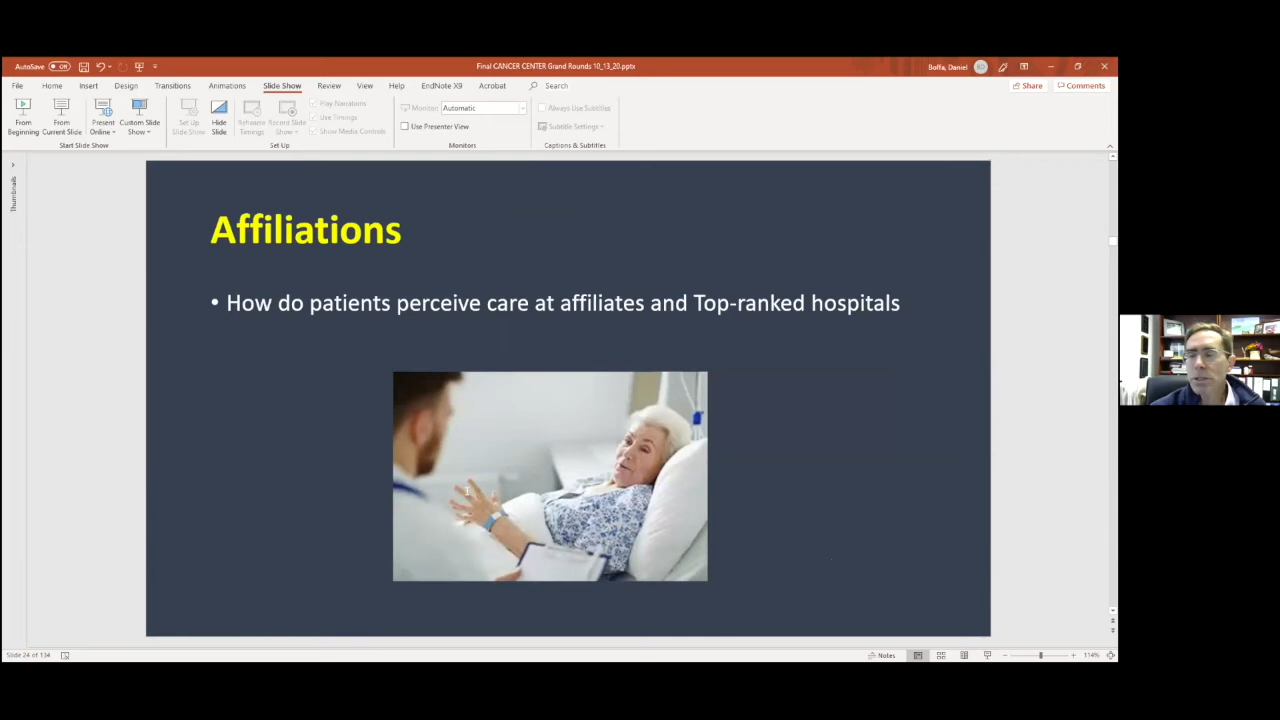 AutoSave
Off
Final CANCER CENTER Grand Rounds 10_13_20.pptx
Boffa, Daniel
File
Home
Insert
Design
Transitions
Animations
Slide Show
Review
View
Help
EndNote X9
Acrobat
Search
Share
Comments
From
Beginning
From
Current Slide
Present
Online
Custom Slide
Show
Set Up
Slide Show
Hide
Slide
Rehearse
Timings
Record Slide
Show
Play Narrations
Use Timings
Show Media Controls
Monitor:
Automatic
Use Presenter View
Always Use Subtitles
Subtitle Settings
Start Slide Show
Set Up
Monitors
Captions & Subtitles
Thumbnails
Affiliations
• How do patients perceive care at affiliates and Top-ranked hospitals
Slide 24 of 134
Notes
114%